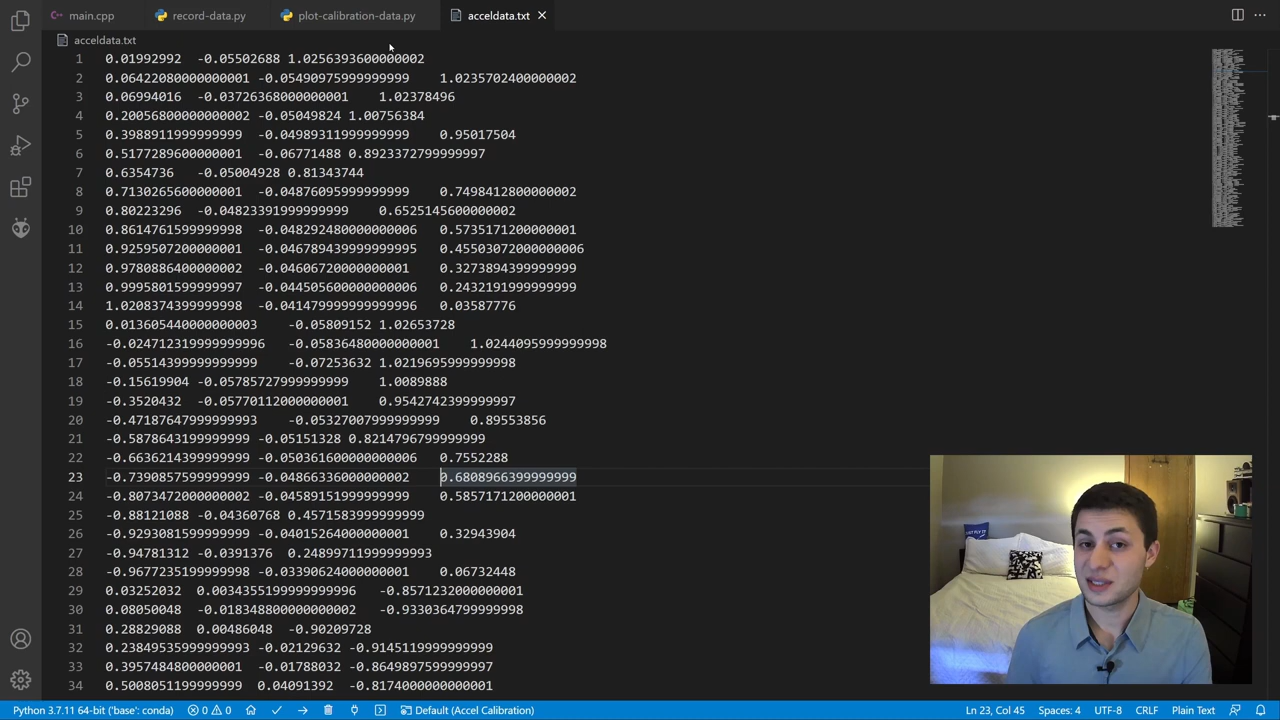 main.cpp record-data.py plot-calibration-data.py acceldata.txt
acceldata.txt
1 0.01992992 -0.05502688 1.0256393600000002
2 0.06422080000000001 -0.05490975999999999 1.0235702400000002
3 0.06994016 -0.03726368000000001 1.02378496
4 0.20056800000000002 -0.05049824 1.00756384
5 0.3988911999999999 -0.04989311999999999 0.95017504
6 0.5177289600000001 -0.06771488 0.8923372799999997
7 0.6354736 -0.05004928 0.81343744
8 0.7130265600000001 -0.04876095999999999 0.7498412800000002
9 0.80223296 -0.04823391999999999 0.6525145600000002
10 0.8614761599999998 -0.048292480000000006 0.5735171200000001
11 0.9259507200000001 -0.046789439999999995 0.45503072000000006
12 0.9780886400000002 -0.04606720000000001 0.3273894399999999
13 0.9995801599999997 -0.044505600000000006 0.2432191999999999
14 1.0208374399999998 -0.041479999999999996 0.03587776
15 0.013605440000000003 -0.05809152 1.02653728
16 -0.024712319999999996 -0.05836480000000001 1.0244095999999998
17 -0.05514399999999999 -0.07253632 1.0219695999999998
18 -0.15619904 -0.05785727999999999 1.0089888
19 -0.3520432 -0.05770112000000001 0.9542742399999997
20 -0.47187647999999993 -0.05327007999999999 0.89553856
21 -0.5878643199999999 -0.05151328 0.8214796799999999
22 -0.6636214399999999 -0.050361600000000006 0.7552288
23 -0.7390857599999999 -0.04866336000000002 0.6808966399999999
24 -0.8073472000000002 -0.04589151999999999 0.5857171200000001
25 -0.88121088 -0.04360768 0.4571583999999999
26 -0.9293081599999999 -0.04015264000000001 0.32943904
27 -0.94781312 -0.0391376 0.24899711999999993
28 -0.9677235199999998 -0.03390624000000001 0.06732448
29 0.03252032 0.0034355199999999996 -0.8571232000000001
30 0.08050048 -0.018348800000000002 -0.9330364799999998
31 0.28829088 0.00486048 -0.90209728
32 0.23849535999999993 -0.02129632 -0.9145119999999999
33 0.3957484800000001 -0.01788032 -0.8649897599999997
34 0.5008051199999999 0.04091392 -0.8174000000000001
Python 3.7.11 64-bit ('base': conda) 0 0 Default (Accel Calibration) Ln 23, Col 45 Spaces: 4 UTF-8 CRLF Plain Text